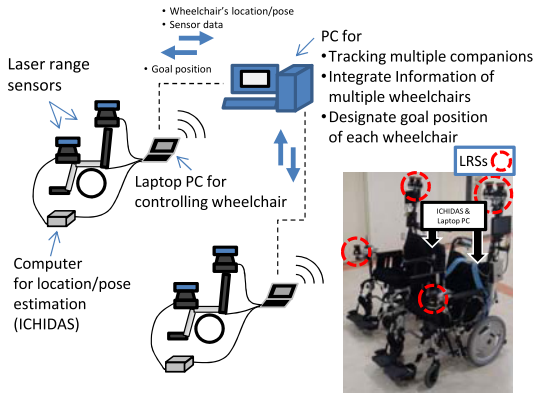 • Wheelchair’s location/pose
• Sensor data
• Goal position
PC for
• Tracking multiple companions
• Integrate Information of
multiple wheelchairs
• Designate goal position
of each wheelchair
Laser range
sensors
Laptop PC for
controlling wheelchair
Computer
for location/pose
estimation
(ICHIDAS)
LRSs
ICHIDAS &
Laptop PC